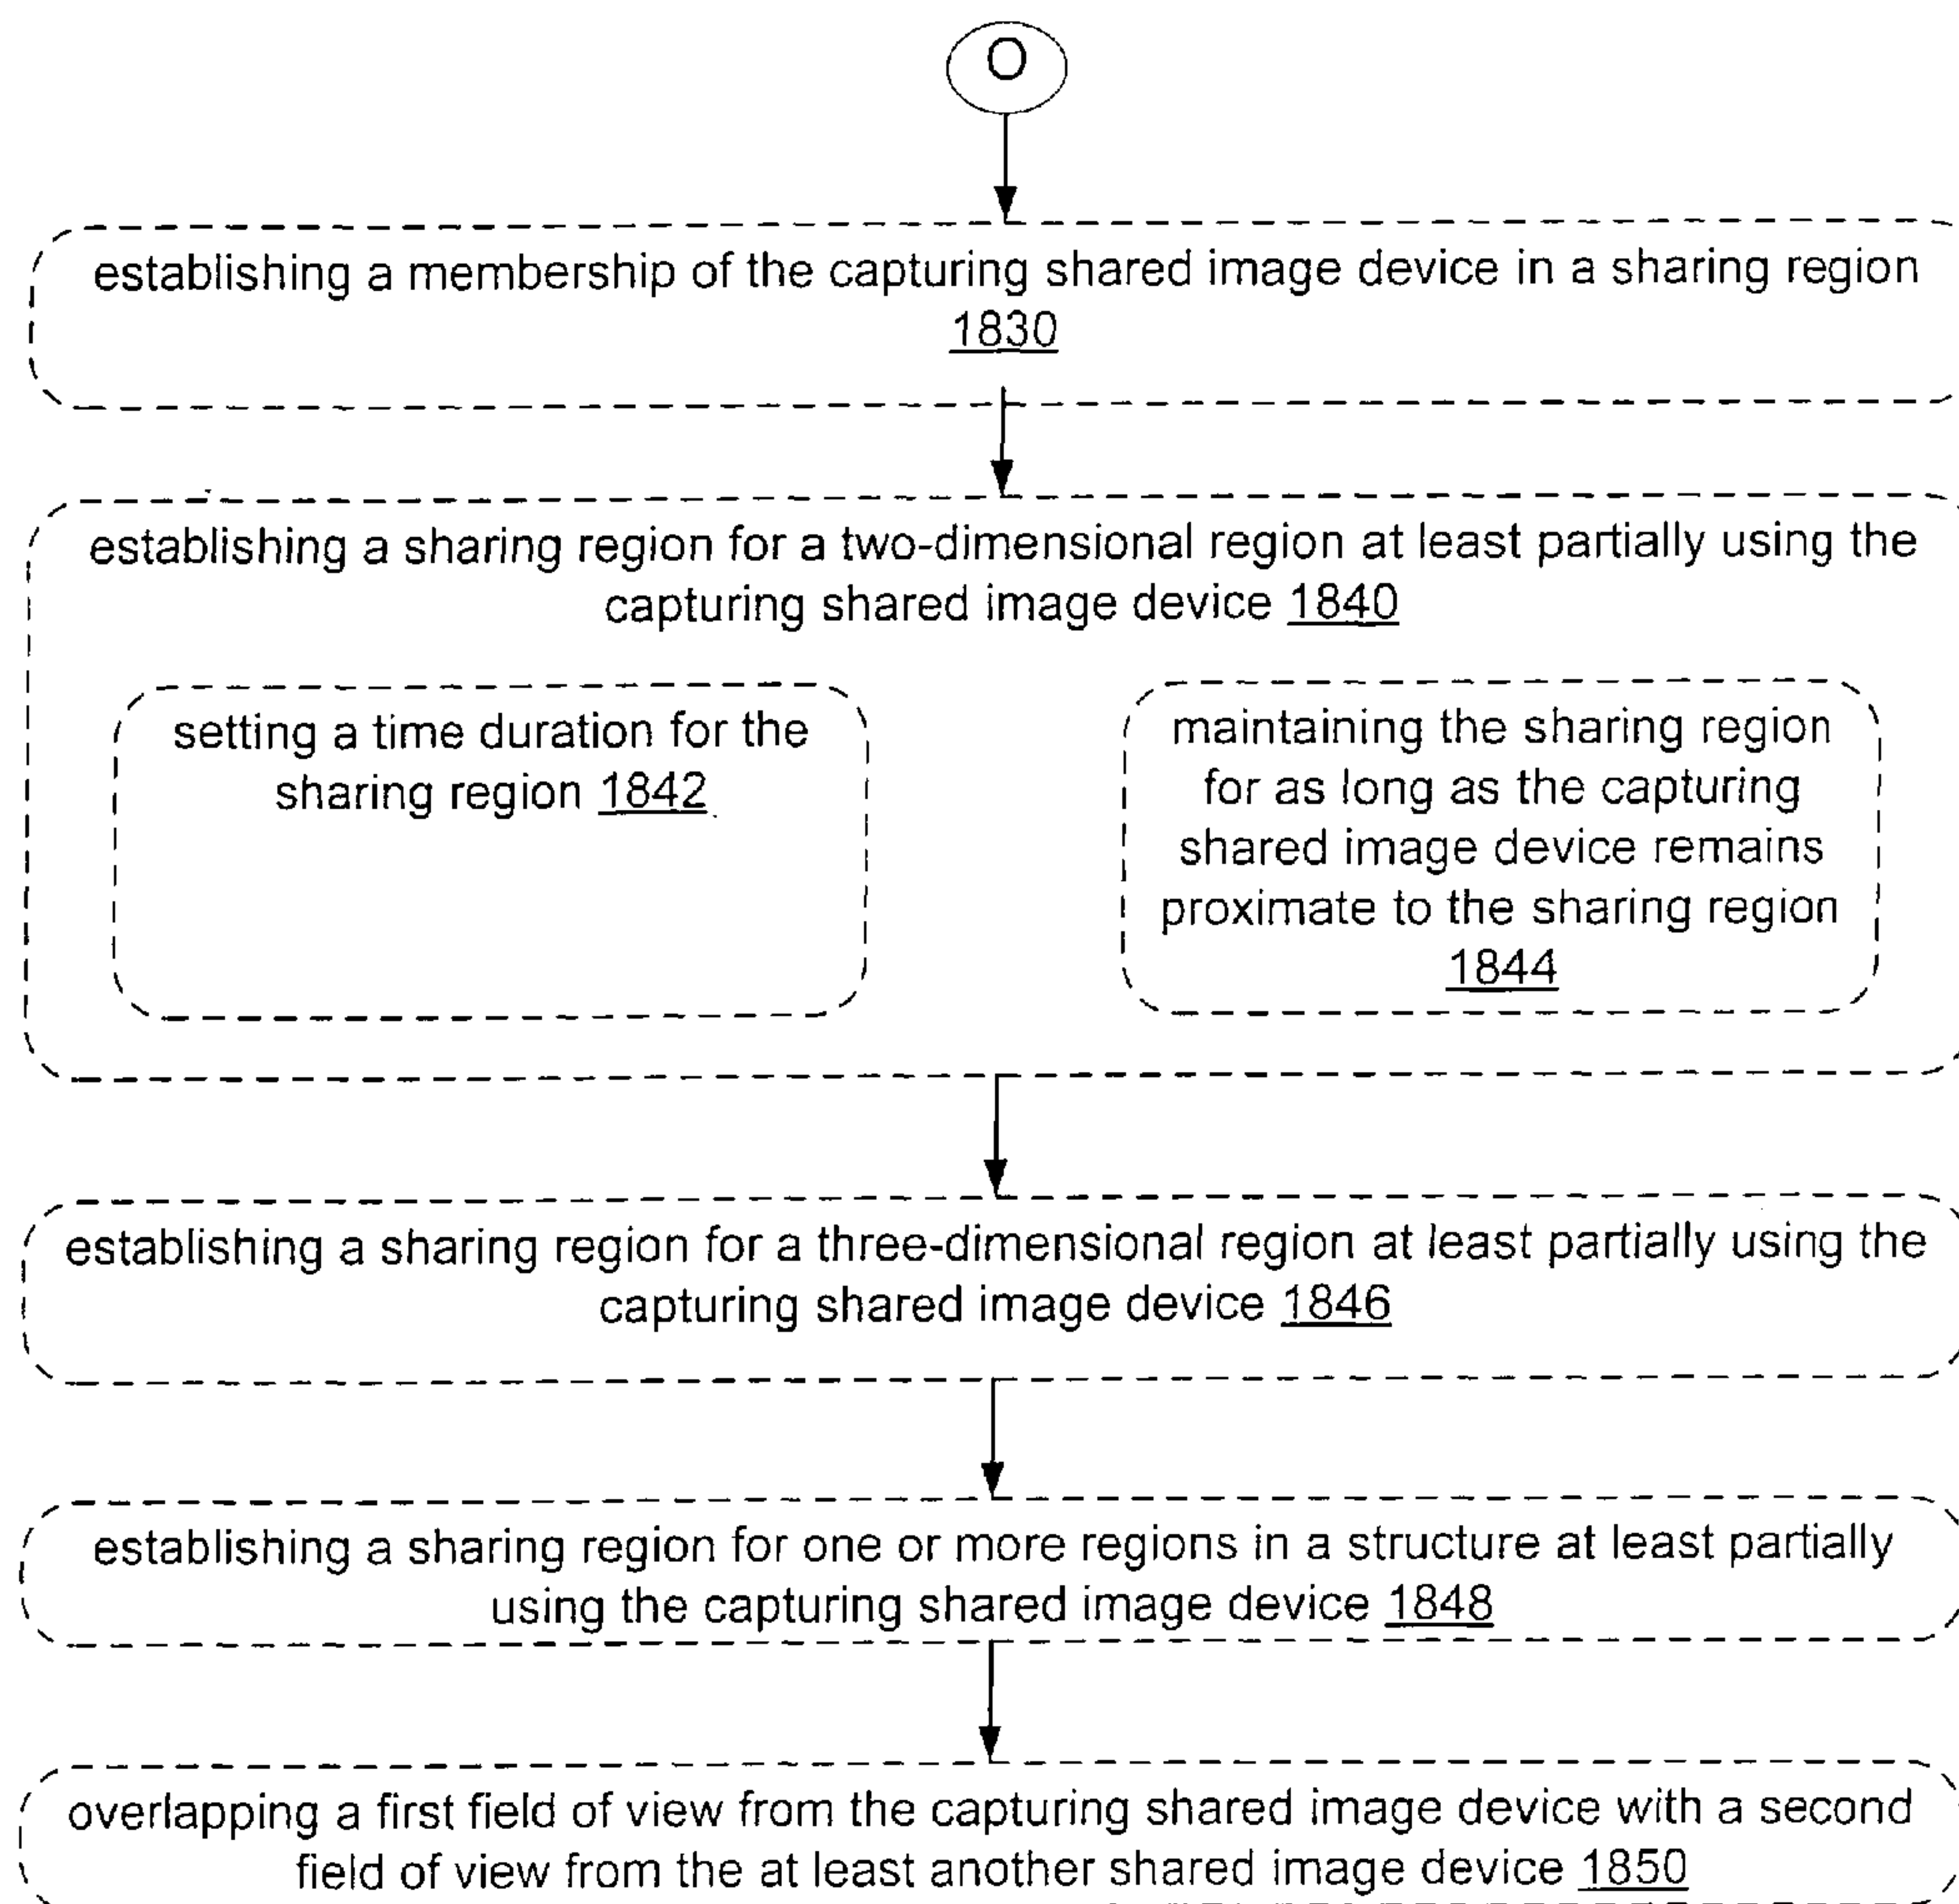 O
establishing a membership of the capturing shared image device in a sharing region
1830
establishing a sharing region for a two-dimensional region at least partially using the
capturing shared image device 1840
setting a time duration for the
sharing region 1842
maintaining the sharing region
for as long as the capturing
shared image device remains
proximate to the sharing region
1844
establishing a sharing region for a three-dimensional region at least partially using the
capturing shared image device 1846
establishing a sharing region for one or more regions in a structure at least partially
using the capturing shared image device 1848
overlapping a first field of view from the capturing shared image device with a second
field of view from the at least another shared image device 1850